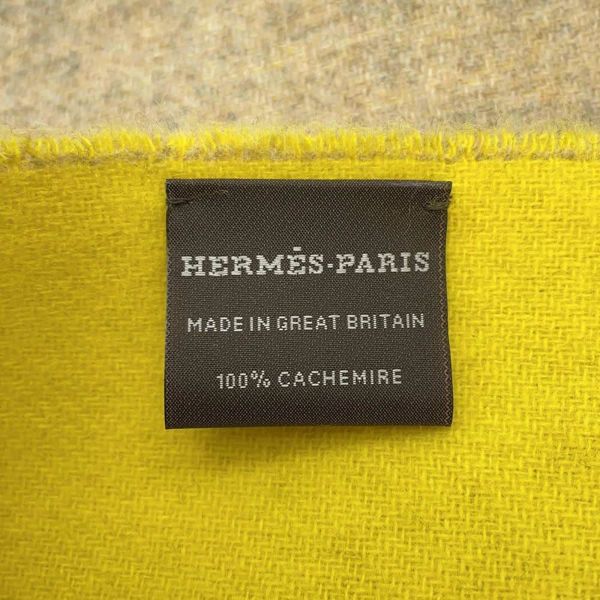 HERMÈS-PARIS
MADE IN GREAT BRITAIN
100% CACHEMIRE